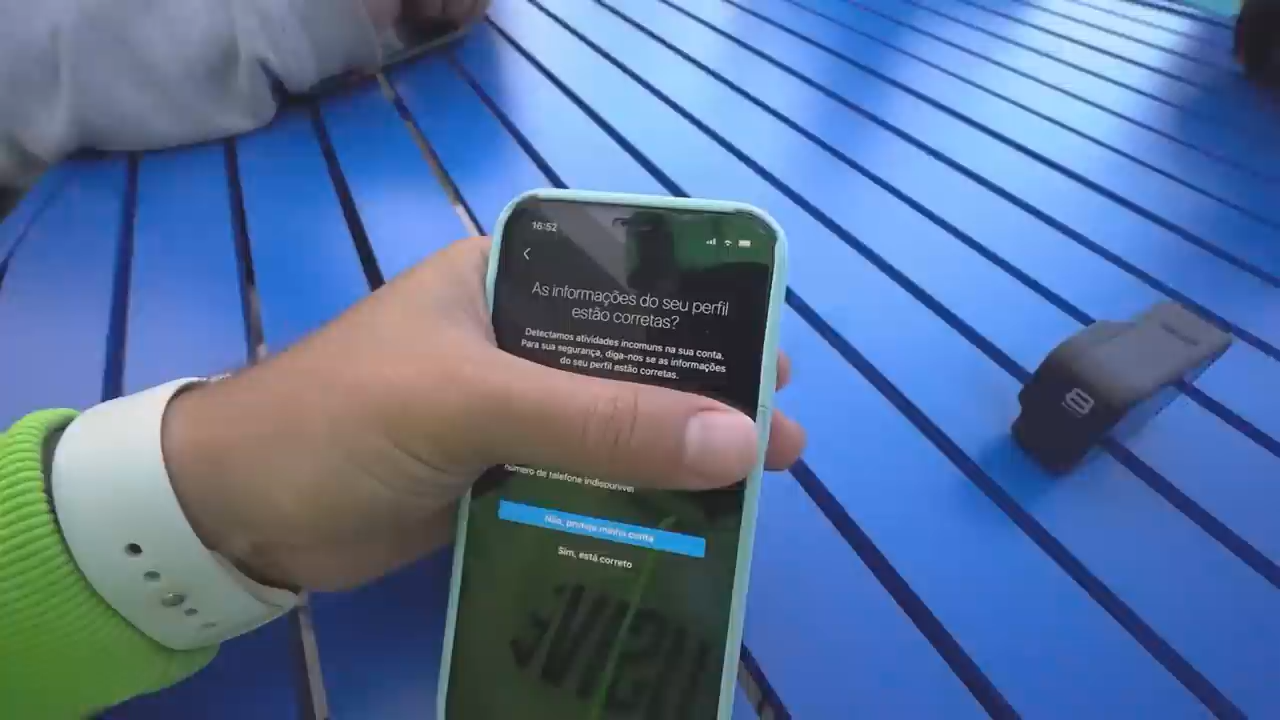 16:52
As informações do seu perfil
estão corretas?
Detectamos atividades incomuns na sua conta.
Para sua segurança, diga-nos se as informações
do seu perfil estão corretas.
número de telefone indisponível
Não, proteja minha conta
Sim, está correto